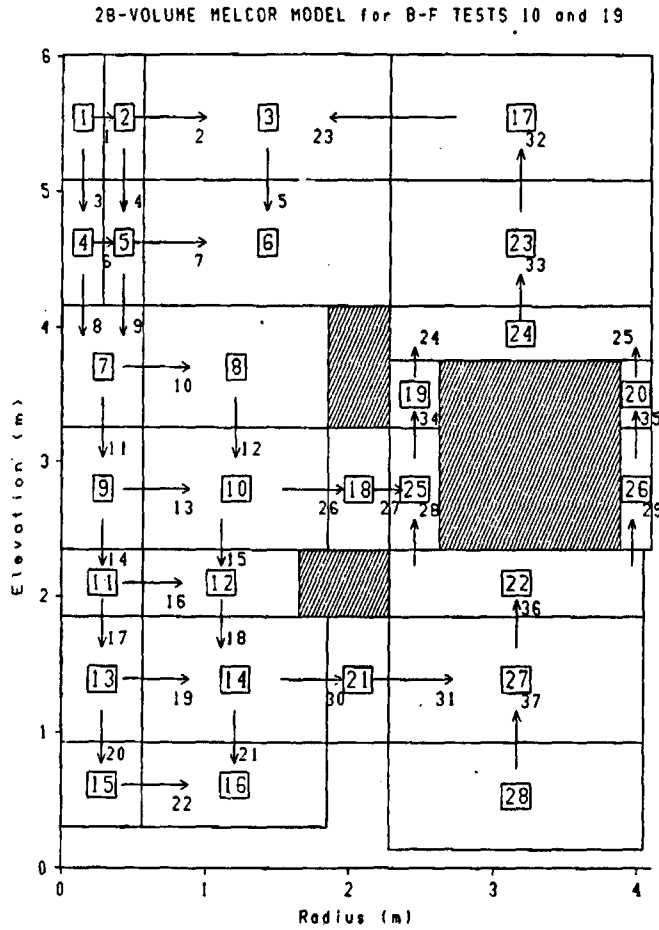 28-VOLUME MELCOR MODEL for B-F TESTS 10 and 19
6
1 2 3 17
1 2 23 32
5
3 4 5
4 5 6 23
6 7 33
4
8 9 24 24 25
7 8
10 19 20
34 35
3
11 12
9 10 18 25 26
13 26 27 28 29
14 15
2
11 12 22
16 36
17 18
13 14 21 27
19 30 31 37
1
20 21
15 16 28
22
0
0 1 2 3 4
Elevation (m)
Radius (m)